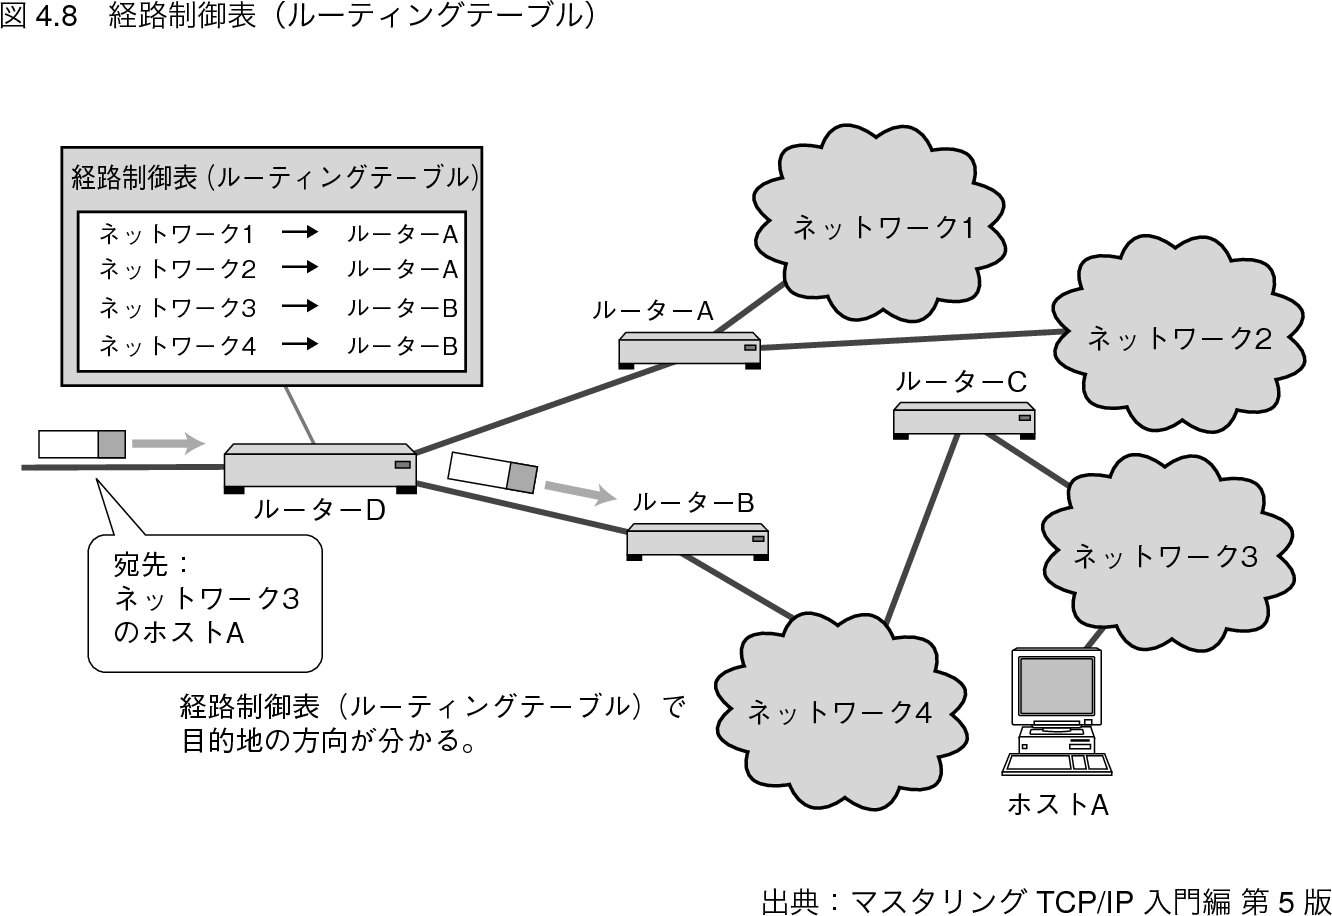 図 4.8　経路制御表（ルーティングテーブル）
経路制御表（ルーティングテーブル）
ネットワーク1 → ルーターA
ネットワーク2 → ルーターA
ネットワーク3 → ルーターB
ネットワーク4 → ルーターB
ネットワーク1
ルーターA
ネットワーク2
ルーターC
ルーターD
ルーターB
ネットワーク3
宛先：
ネットワーク3
のホストA
経路制御表（ルーティングテーブル）で
目的地の方向が分かる。
ネットワーク4
ホストA
出典：マスタリング TCP/IP 入門編 第 5 版